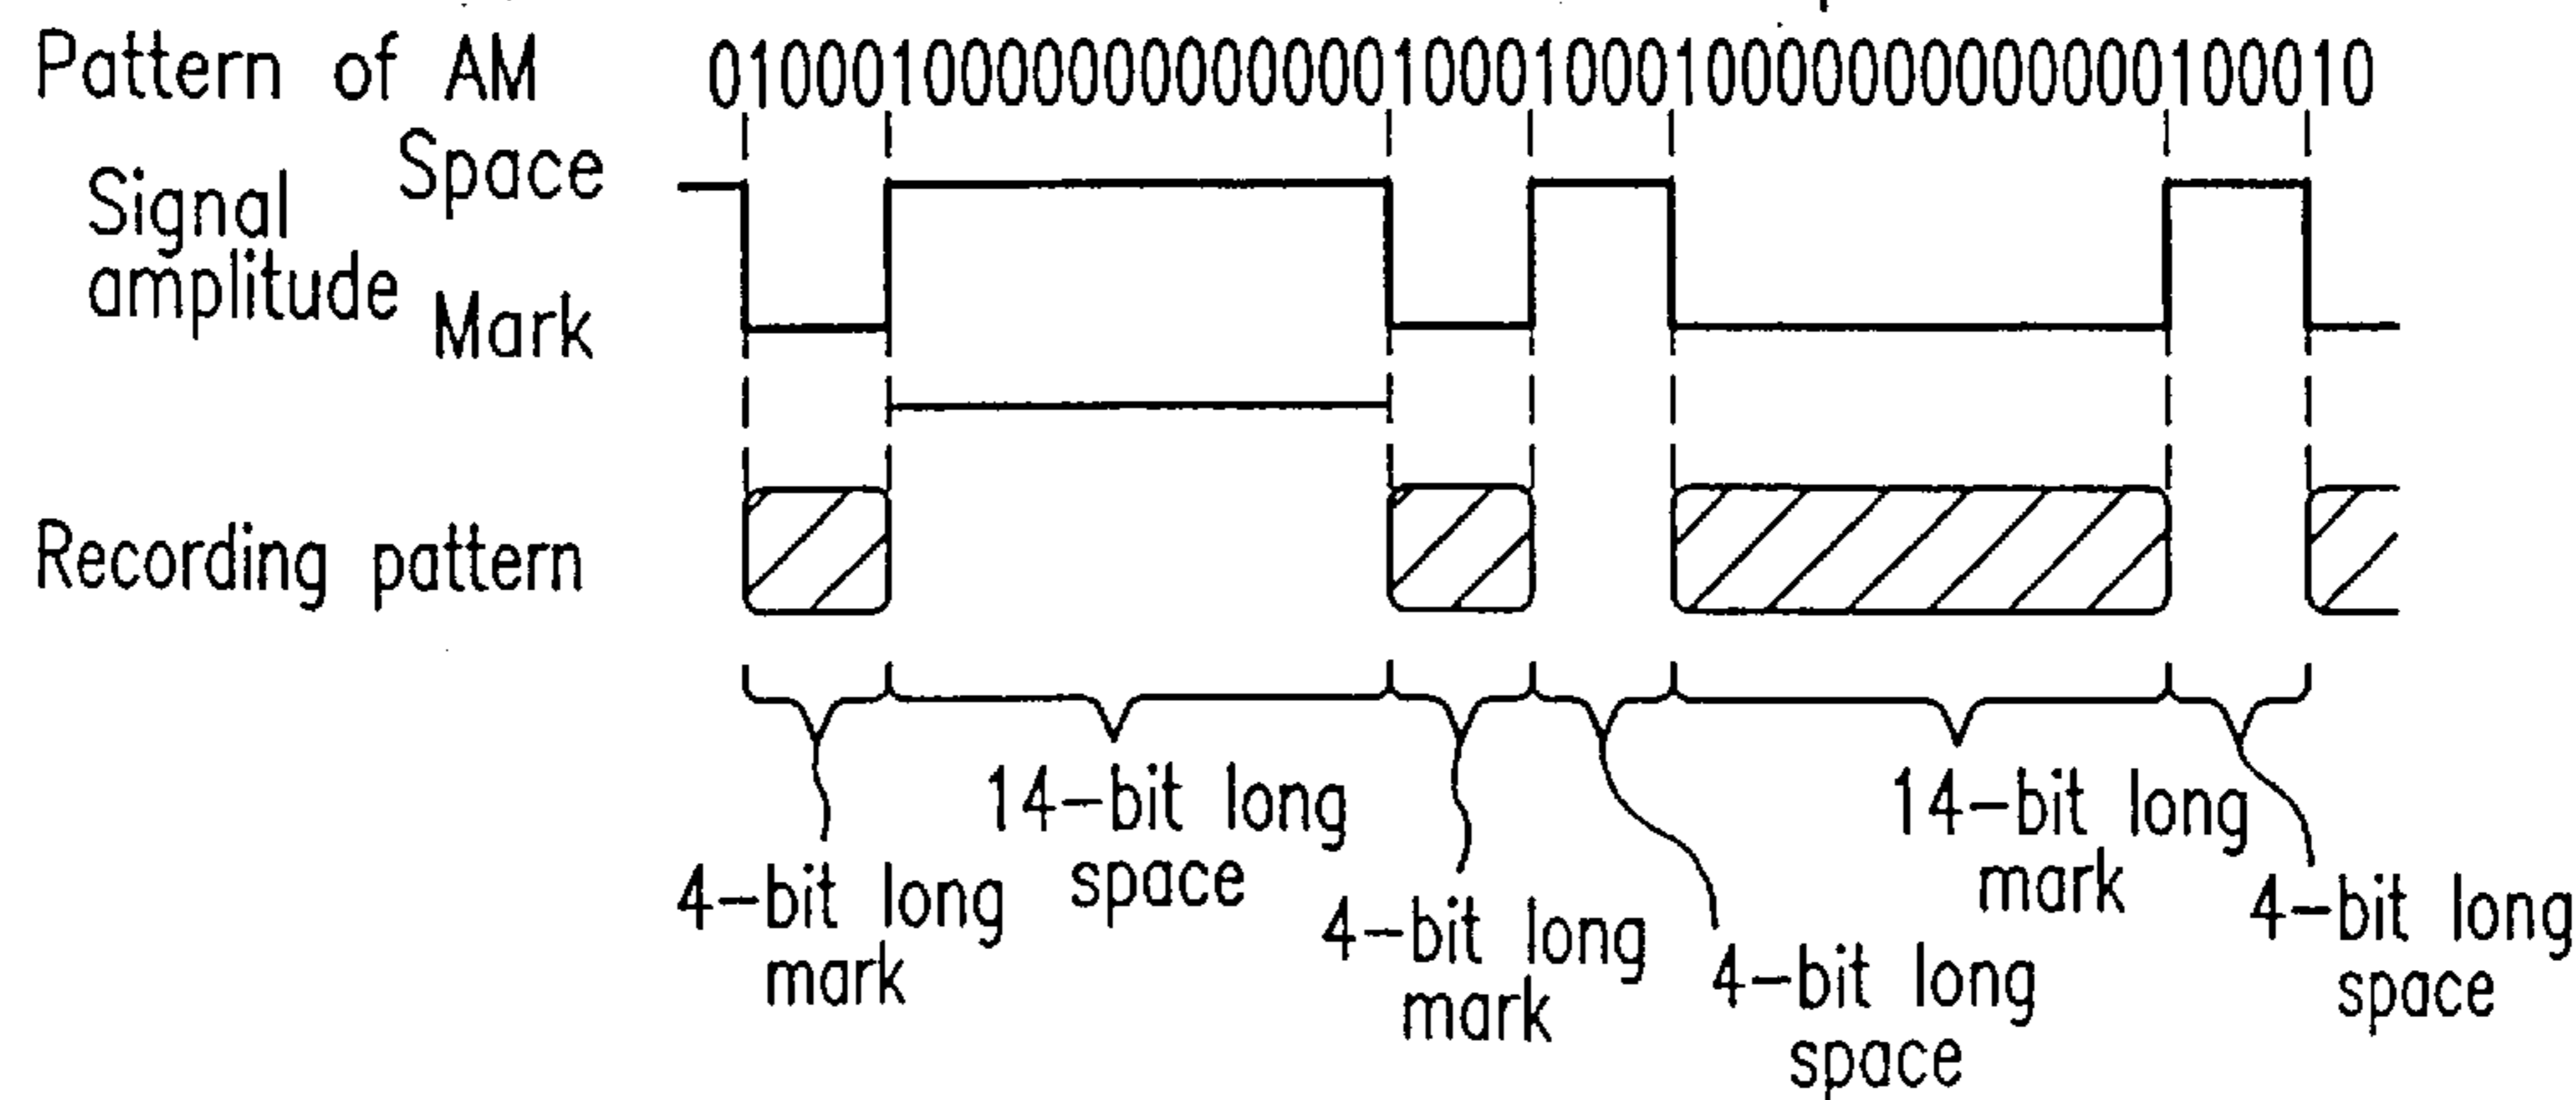 Pattern of AM 01000100000000000001000100010000000000000100010
Space
Signal
amplitude
Mark
Recording pattern
4-bit long
mark
14-bit long
space
4-bit long
mark
4-bit long
space
14-bit long
mark
4-bit long
space